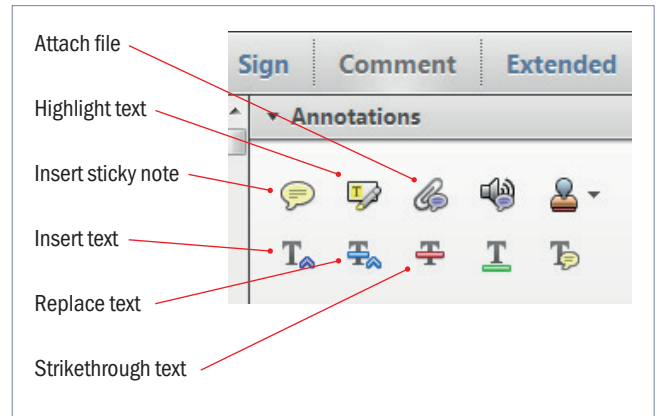 Attach file
Sign Comment Extended
Highlight text
Annotations
Insert sticky note
Insert text
Replace text
Strikethrough text